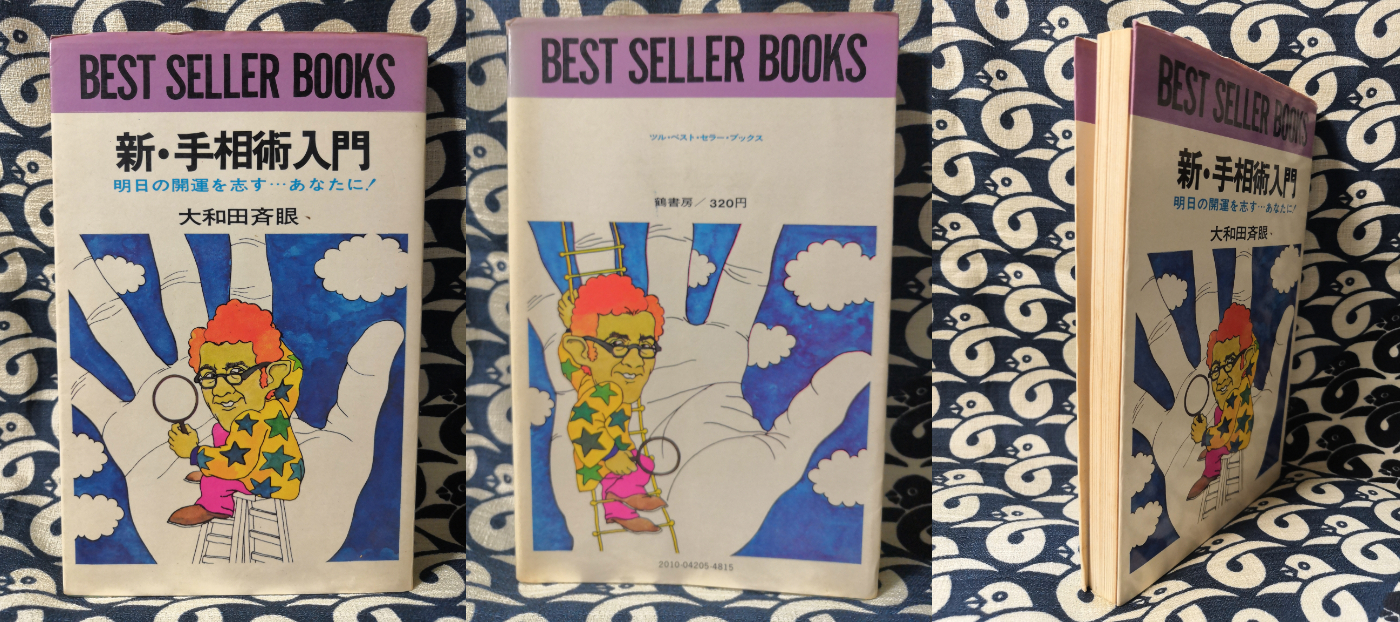 BEST SELLER BOOKS
新・手相術入門
明日の開運を志す…あなたに!
大和田斉眼
BEST SELLER BOOKS
ツル・ベスト・セラー・ブックス
鶴書房/320円
2010-04205-4815
BEST SELLER BOOKS
新・手相術入門
明日の開運を志す…あなたに!
大和田斉眼